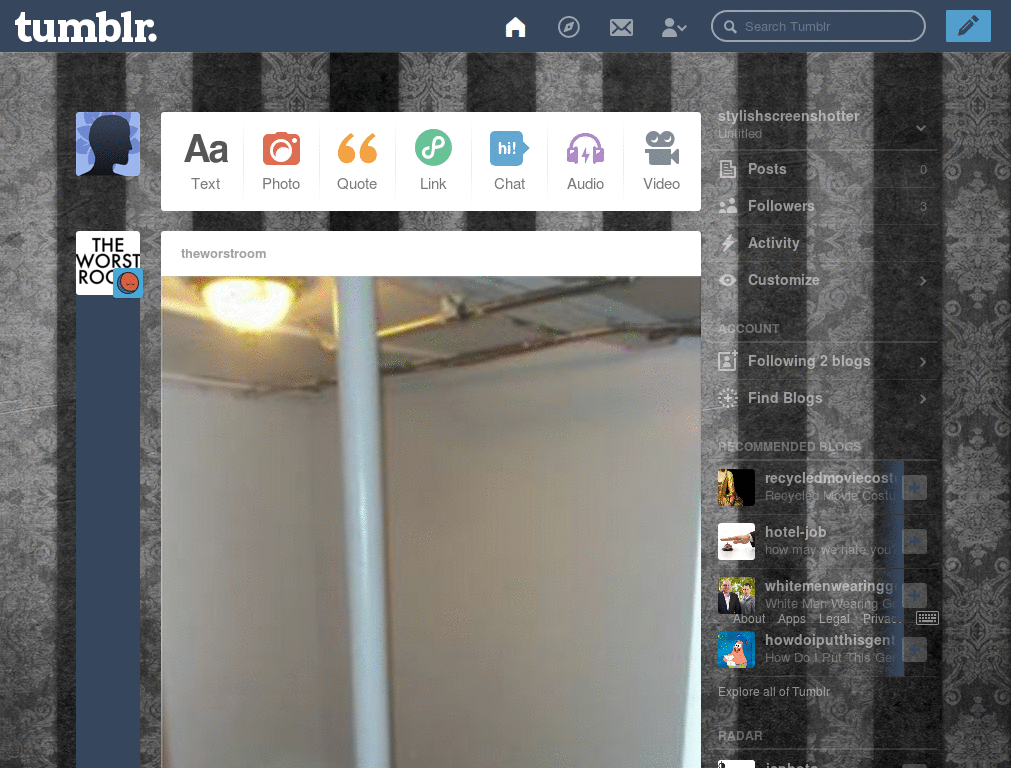 tumblr.
Search Tumblr
Aa
hi!
Text
Photo
Quote
Link
Chat
Audio
Video
THE
WORST
theworstroom
stylishscreenshotter
Untitled
Posts 0
Followers 3
Activity
Customize
ACCOUNT
Following 2 blogs
Find Blogs
RECOMMENDED BLOGS
recycledmoviecost
Recycled Movie Costu
hotel-job
how may we hate you?
whitemenwearingg
White Men Wearing Go
About Apps Legal Privac
howdoiputthisgent
How Do I Put This Gen
Explore all of Tumblr
RADAR